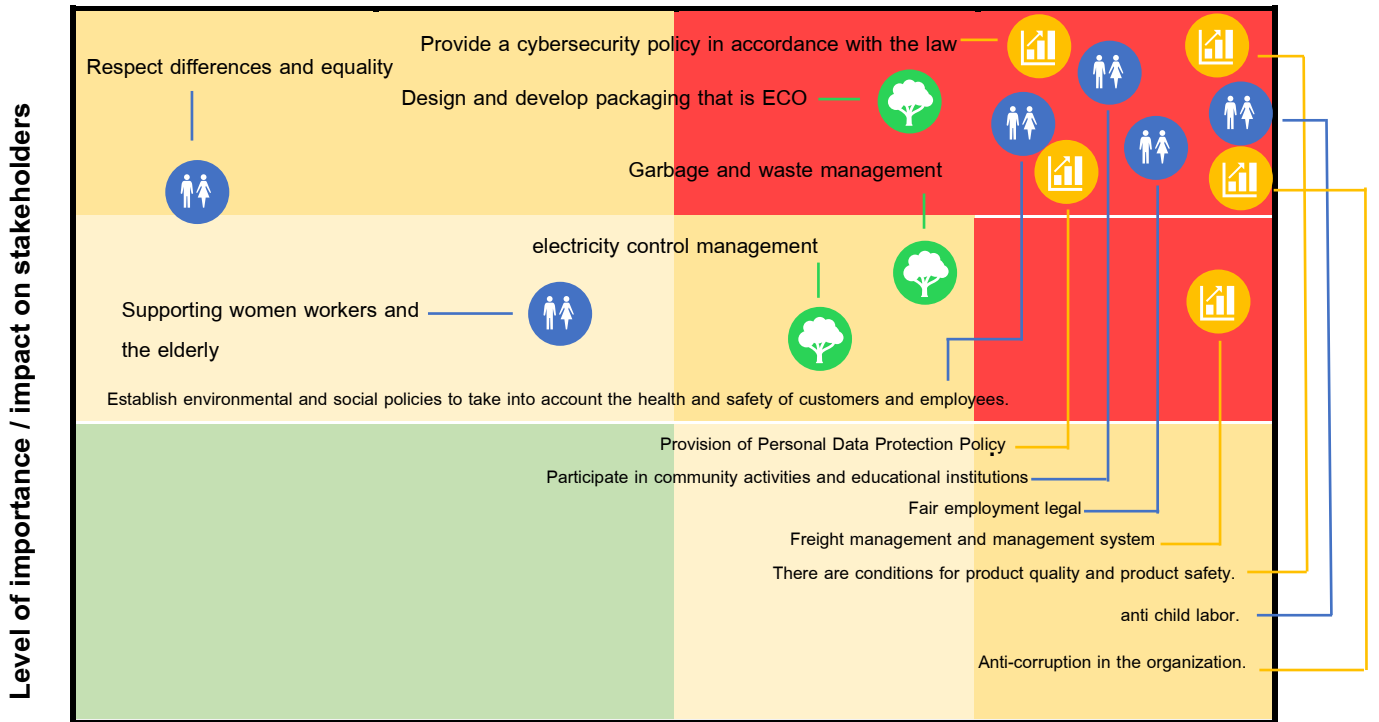 Level of importance / impact on stakeholders
Provide a cybersecurity policy in accordance with the law
Respect differences and equality
Design and develop packaging that is ECO
Garbage and waste management
electricity control management
Supporting women workers and
the elderly
Establish environmental and social policies to take into account the health and safety of customers and employees.
Provision of Personal Data Protection Policy
.
Participate in community activities and educational institutions
Fair employment legal
Freight management and management system
There are conditions for product quality and product safety.
anti child labor.
Anti-corruption in the organization.